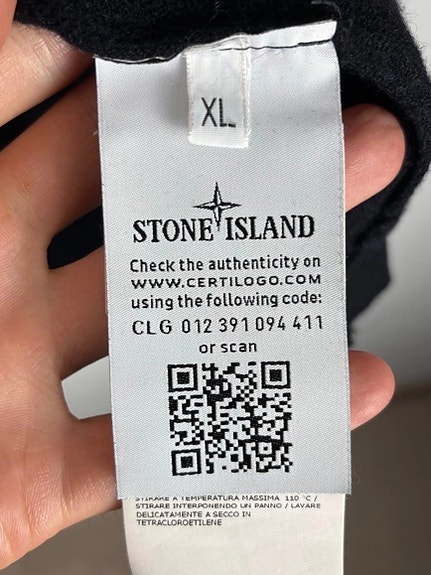 XL
STONE ISLAND
Check the authenticity on
WWW.CERTILOGO.COM
using the following code:
CLG 012 391 094 411
or scan
STIRARE A TEMPERATURA MASSIMA 110 °C /
STIRARE INTERPONENDO UN PANNO / LAVARE
DELICATAMENTE A SECCO IN
TETRACLOROETILENE